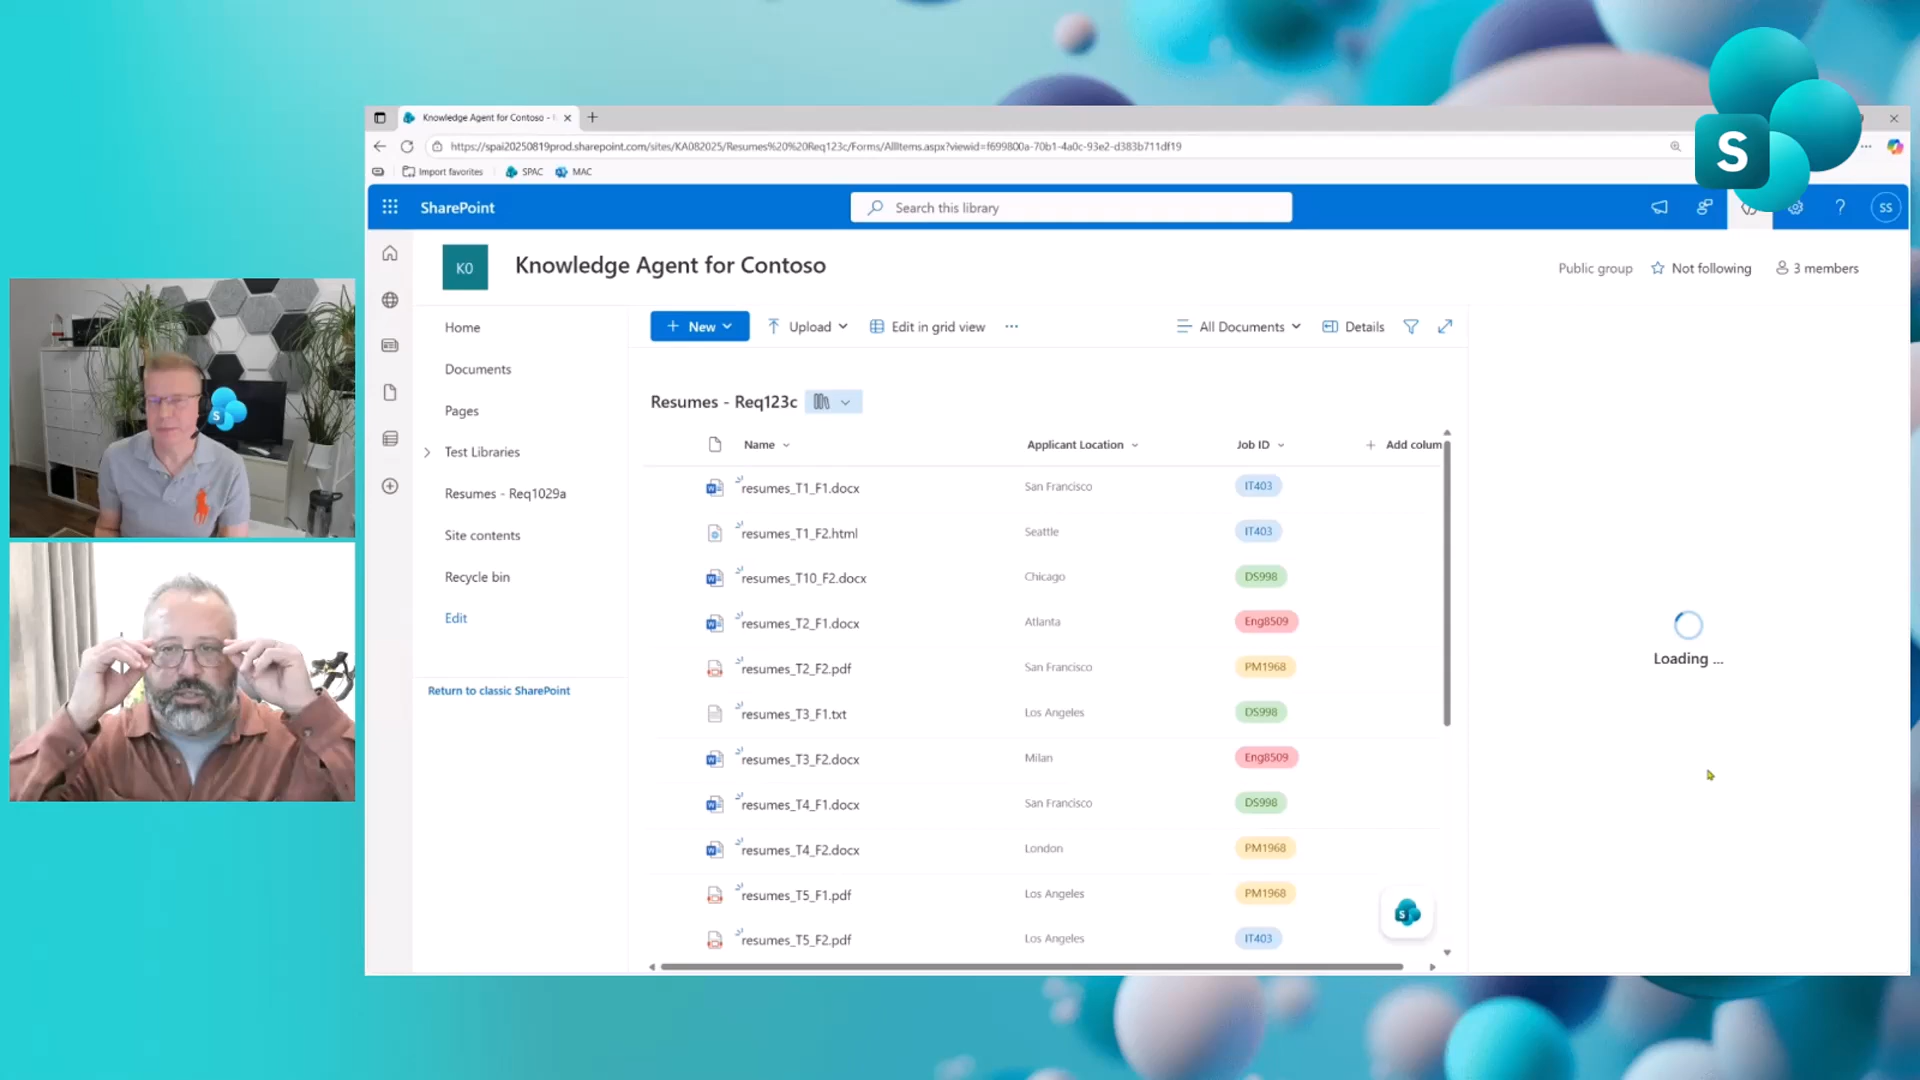 Knowledge Agent for Contoso -
https://spai20250819prod.sharepoint.com/sites/KA082025/Resumes%20%20Req123c/Forms/AllItems.aspx?viewid=f699800a-70b1-4a0c-93e2-d383b711df19
Import favorites
SPAC
MAC
S
SharePoint
Search this library
SS
K0
Knowledge Agent for Contoso
Public group
Not following
3 members
Home
Documents
Pages
Test Libraries
Resumes - Req1029a
Site contents
Recycle bin
Edit
Return to classic SharePoint
New
Upload
Edit in grid view
All Documents
Details
Resumes - Req123c
Name
Applicant Location
Job ID
Add colum
resumes_T1_F1.docx San Francisco IT403
resumes_T1_F2.html Seattle IT403
resumes_T10_F2.docx Chicago DS998
resumes_T2_F1.docx Atlanta Eng8509
resumes_T2_F2.pdf San Francisco PM1968
resumes_T3_F1.txt Los Angeles DS998
resumes_T3_F2.docx Milan Eng8509
resumes_T4_F1.docx San Francisco DS998
resumes_T4_F2.docx London PM1968
resumes_T5_F1.pdf Los Angeles PM1968
resumes_T5_F2.pdf Los Angeles IT403
Loading ...
S
S